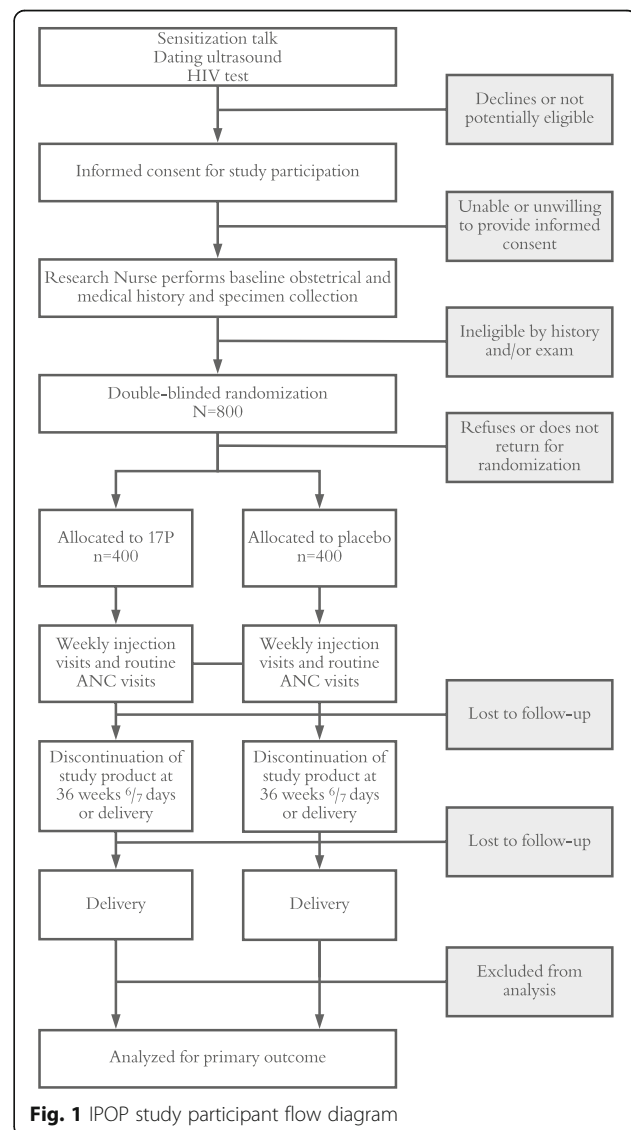 Sensitization talk
Dating ultrasound
HIV test
Declines or not
potentially eligible
Informed consent for study participation
Unable or unwilling
to provide informed
consent
Research Nurse performs baseline obstetrical and
medical history and specimen collection
Ineligible by history
and/or exam
Double-blinded randomization
N=800
Refuses or does not
return for
randomization
Allocated to 17P
n=400
Allocated to placebo
n=400
Weekly injection
visits and routine
ANC visits
Weekly injection
visits and routine
ANC visits
Lost to follow-up
Discontinuation of
study product at
36 weeks 6/7 days
or delivery
Discontinuation of
study product at
36 weeks 6/7 days
or delivery
Lost to follow-up
Delivery
Delivery
Excluded from
analysis
Analyzed for primary outcome
Fig. 1 IPOP study participant flow diagram